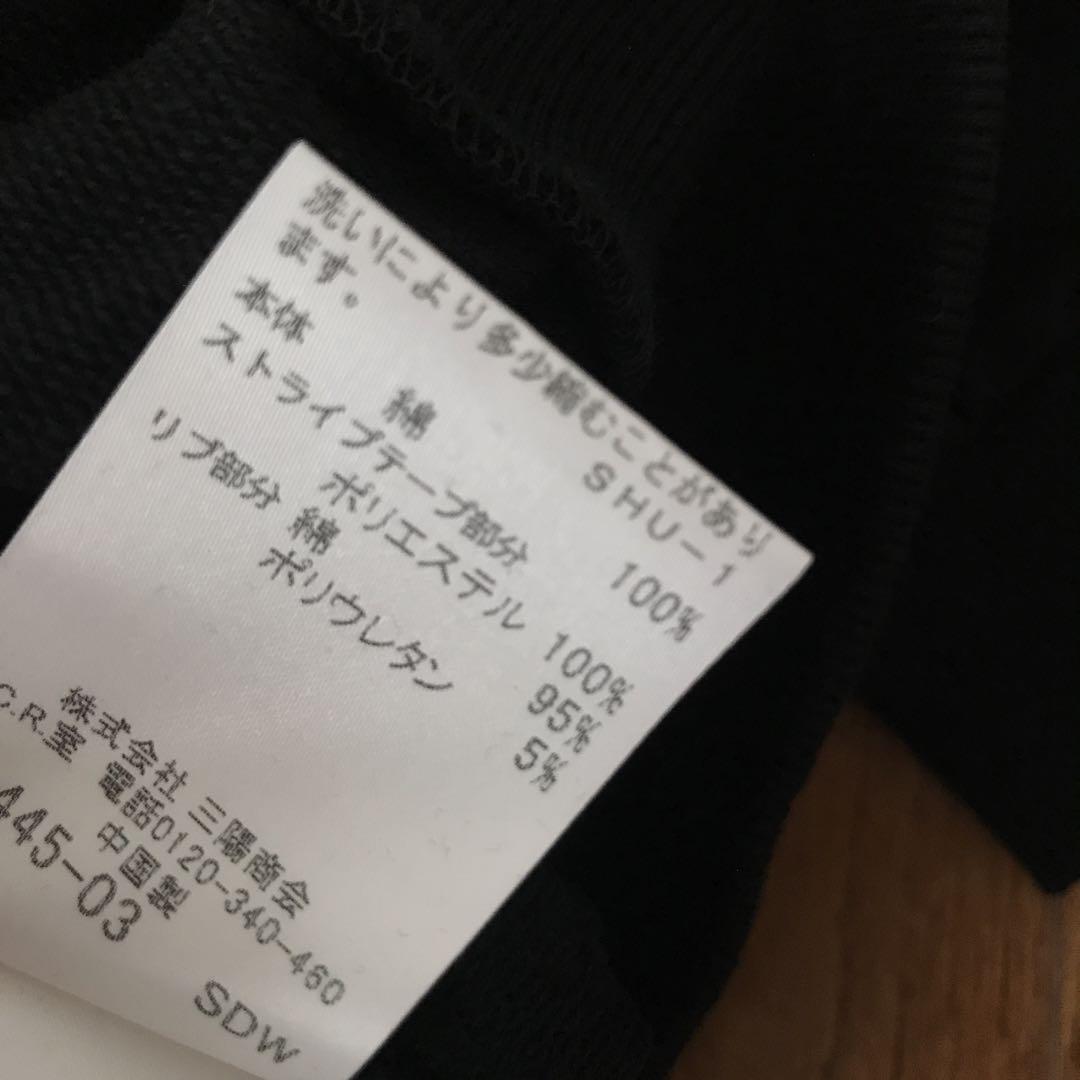 洗いにより多少縮むことがあり
ます。
SHU-1
本体
綿 100%
ストライプテープ部分
ポリエステル 100%
リブ部分 綿 95%
ポリウレタン 5%
株式会社 三陽商会
C.R.室 電話0120-340-460
中国製
445-03
SDW